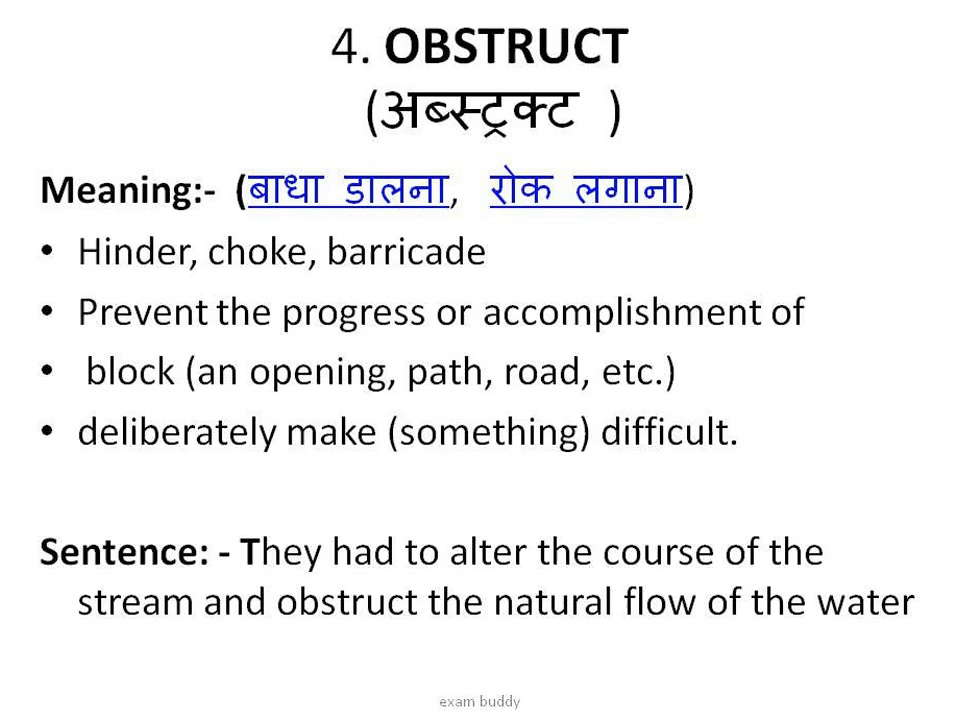 4. OBSTRUCT
(अब्स्ट्रक्ट )
Meaning:- (बाधा डालना, रोक लगाना)
• Hinder, choke, barricade
• Prevent the progress or accomplishment of
• block (an opening, path, road, etc.)
• deliberately make (something) difficult.
Sentence: - They had to alter the course of the
stream and obstruct the natural flow of the water
exam buddy